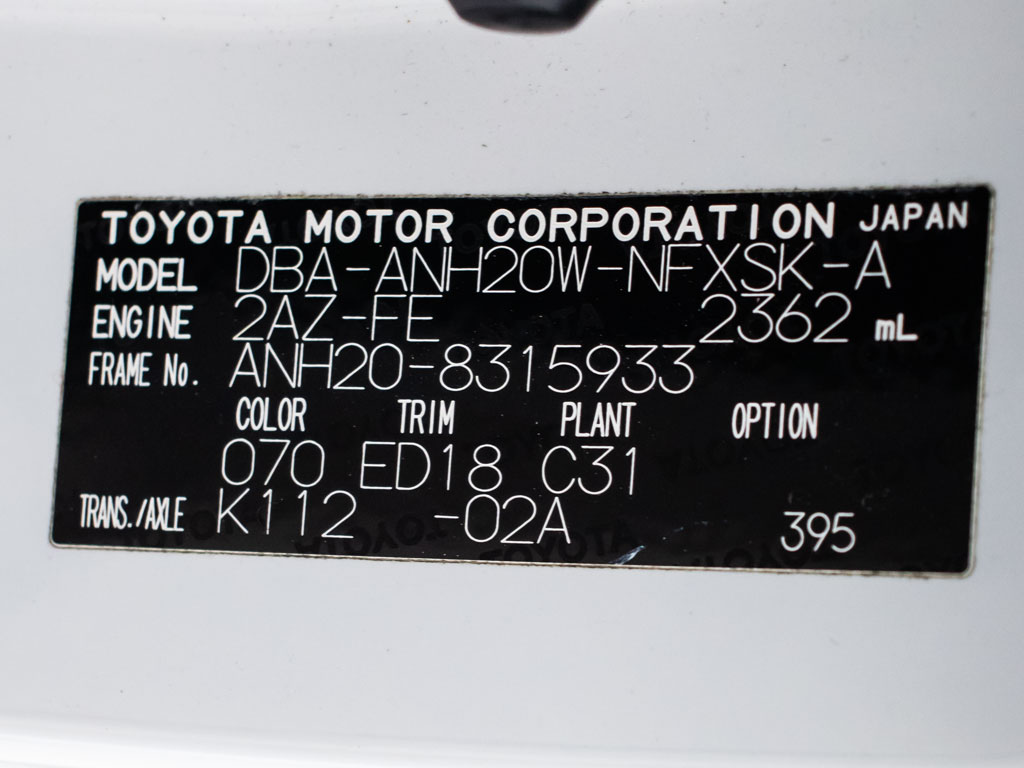 TOYOTA MOTOR CORPORATION JAPAN
MODEL DBA-ANH20W-NFXSK-A
ENGINE 2AZ-FE 2362 mL
FRAME No. ANH20-8315933
COLOR TRIM PLANT OPTION
070 ED18 C31
TRANS./AXLE K112 -02A 395